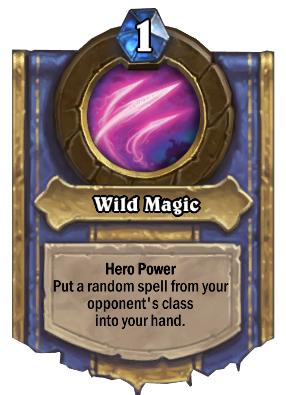 1
Wild Magic
Hero Power
Put a random spell from your
opponent's class
into your hand.